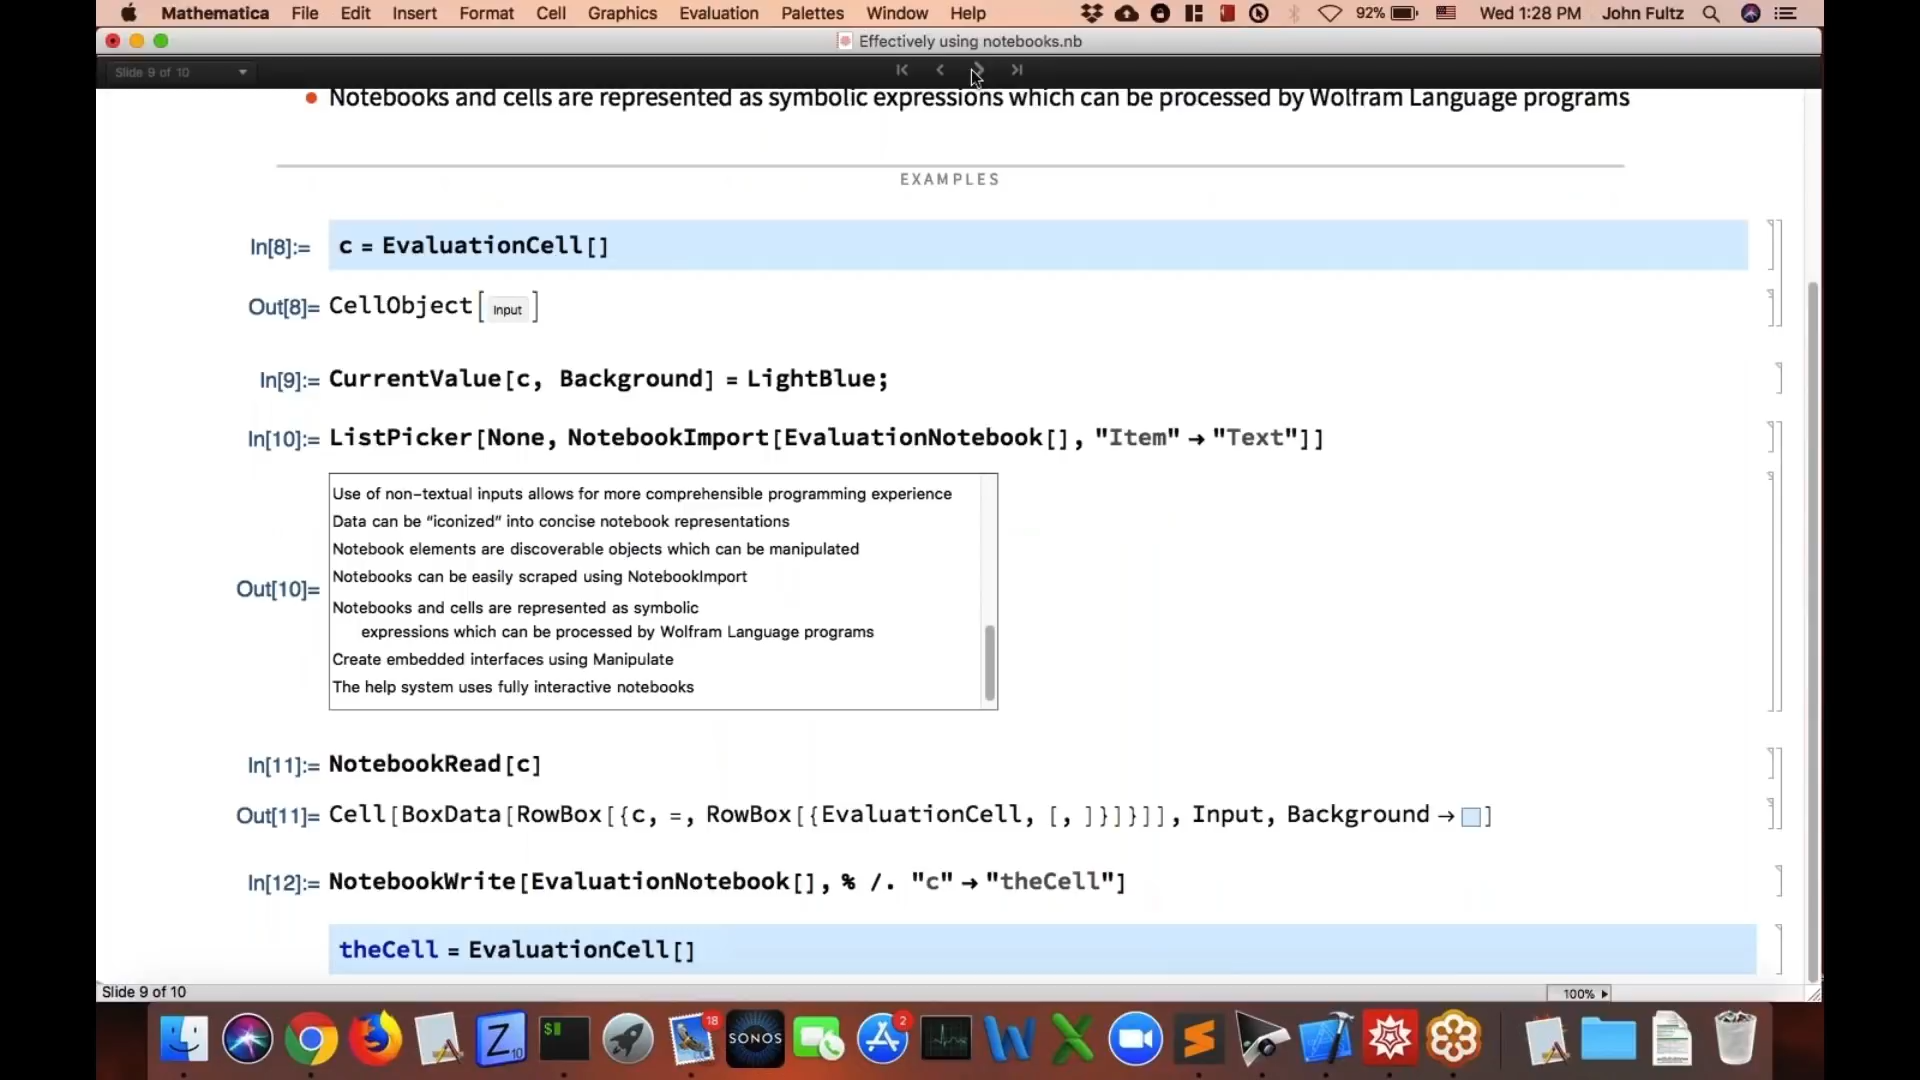 Mathematica File Edit Insert Format Cell Graphics Evaluation Palettes Window Help 92% Wed 1:28 PM John Fultz
Effectively using notebooks.nb
Slide 9 of 10
Notebooks and cells are represented as symbolic expressions which can be processed by Wolfram Language programs
EXAMPLES
In[8]:= c = EvaluationCell[]
Out[8]= CellObject[ Input ]
In[9]:= CurrentValue[c, Background] = LightBlue;
In[10]:= ListPicker[None, NotebookImport[EvaluationNotebook[], "Item" → "Text"]]
Use of non-textual inputs allows for more comprehensible programming experience
Data can be “iconized” into concise notebook representations
Notebook elements are discoverable objects which can be manipulated
Notebooks can be easily scraped using NotebookImport
Out[10]=
Notebooks and cells are represented as symbolic
expressions which can be processed by Wolfram Language programs
Create embedded interfaces using Manipulate
The help system uses fully interactive notebooks
In[11]:= NotebookRead[c]
Out[11]= Cell[BoxData[RowBox[{c, =, RowBox[{EvaluationCell, [, ]}]}]], Input, Background → ]
In[12]:= NotebookWrite[EvaluationNotebook[], % /. "c" → "theCell"]
theCell = EvaluationCell[]
Slide 9 of 10
100%
18
SONOS
2
Z 10
$